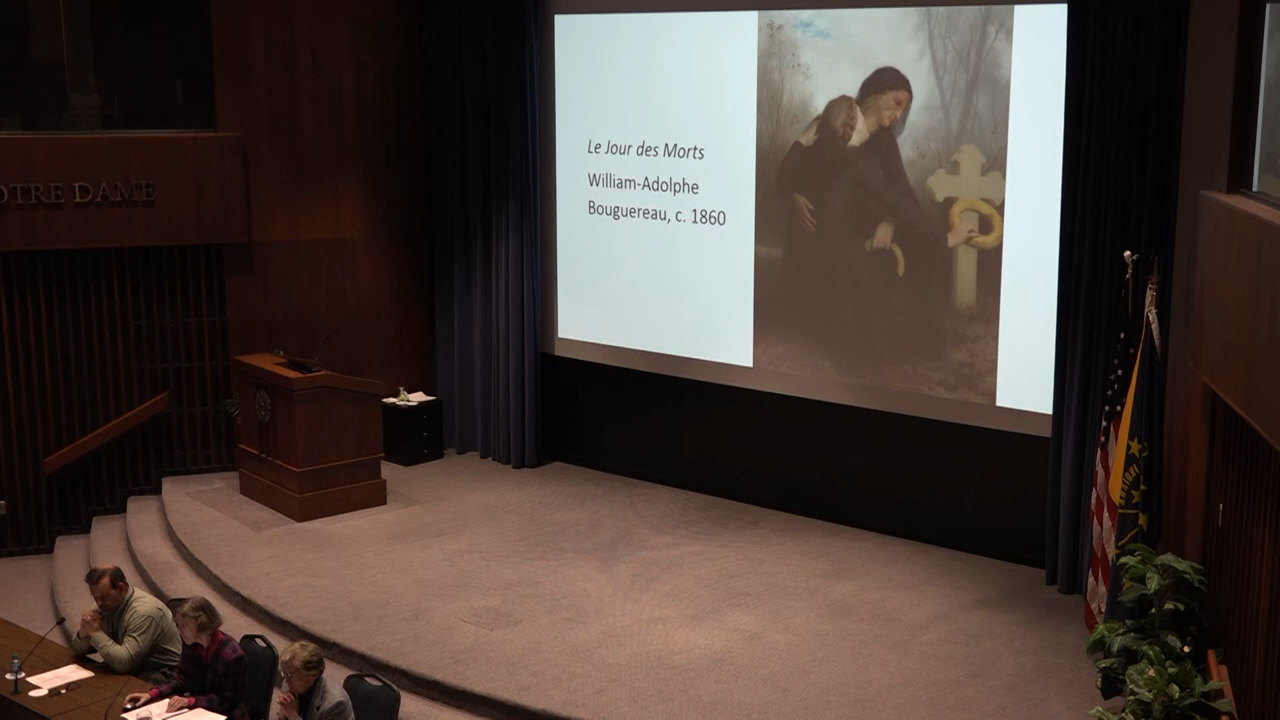 OTRE DAME
Le Jour des Morts
William-Adolphe
Bouguereau, c. 1860